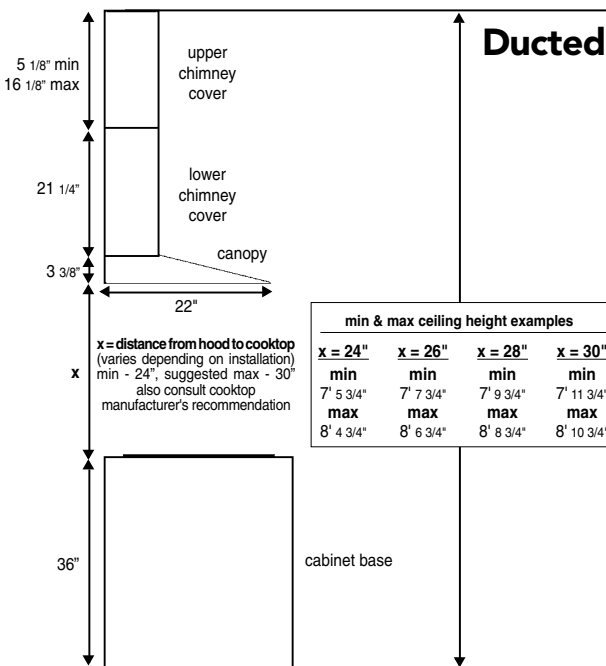 Ducted
5 1/8" min
16 1/8" max
upper
chimney
cover
21 1/4"
lower
chimney
cover
canopy
3 3/8"
22"
x
x = distance from hood to cooktop
(varies depending on installation)
min - 24", suggested max - 30"
also consult cooktop
manufacturer's recommendation
min & max ceiling height examples
x = 24" x = 26" x = 28" x = 30"
min min min min
7' 5 3/4" 7' 7 3/4" 7' 9 3/4" 7' 11 3/4"
max max max max
8' 4 3/4" 8' 6 3/4" 8' 8 3/4" 8' 10 3/4"
36"
cabinet base